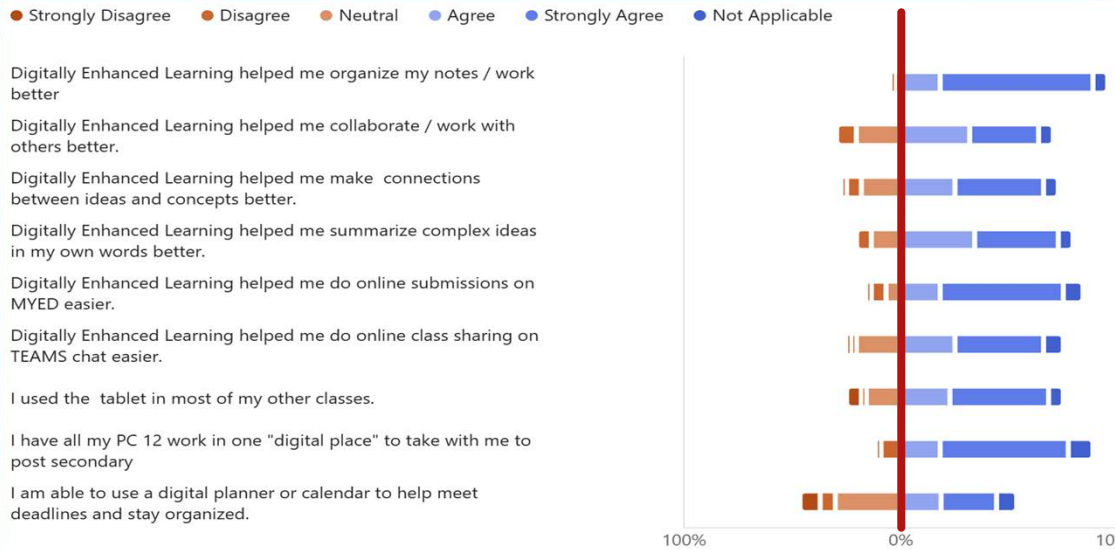 Strongly Disagree Disagree Neutral Agree Strongly Agree Not Applicable
Digitally Enhanced Learning helped me organize my notes / work
better
Digitally Enhanced Learning helped me collaborate / work with
others better.
Digitally Enhanced Learning helped me make  connections
between ideas and concepts better.
Digitally Enhanced Learning helped me summarize complex ideas
in my own words better.
Digitally Enhanced Learning helped me do online submissions on
MYED easier.
Digitally Enhanced Learning helped me do online class sharing on
TEAMS chat easier.
I used the  tablet in most of my other classes.
I have all my PC 12 work in one "digital place" to take with me to
post secondary
I am able to use a digital planner or calendar to help meet
deadlines and stay organized.
100% 0% 10